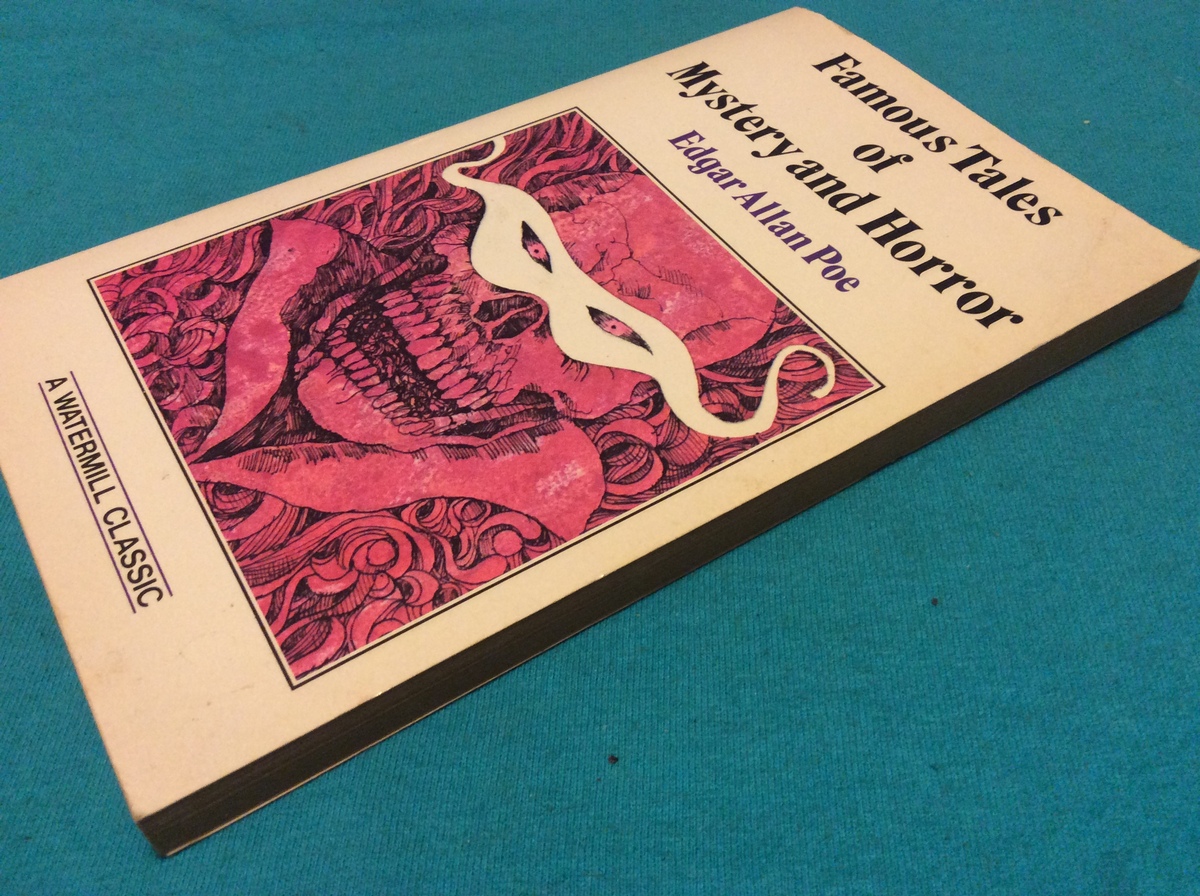 Famous Tales
of
Mystery and Horror
Edgar Allan Poe
A WATERMILL CLASSIC